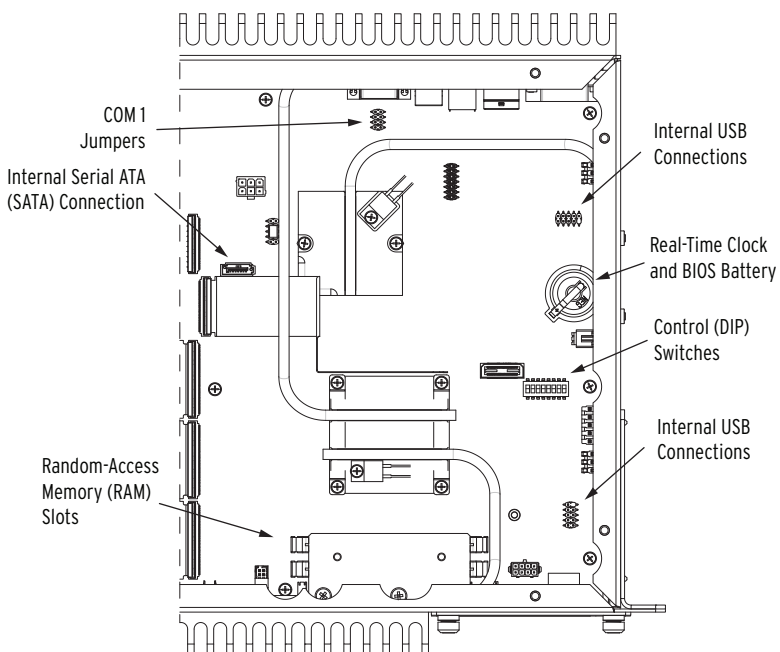 COM 1
Jumpers
Internal Serial ATA
(SATA) Connection
Random-Access
Memory (RAM)
Slots
Internal USB
Connections
Real-Time Clock
and BIOS Battery
Control (DIP)
Switches
Internal USB
Connections